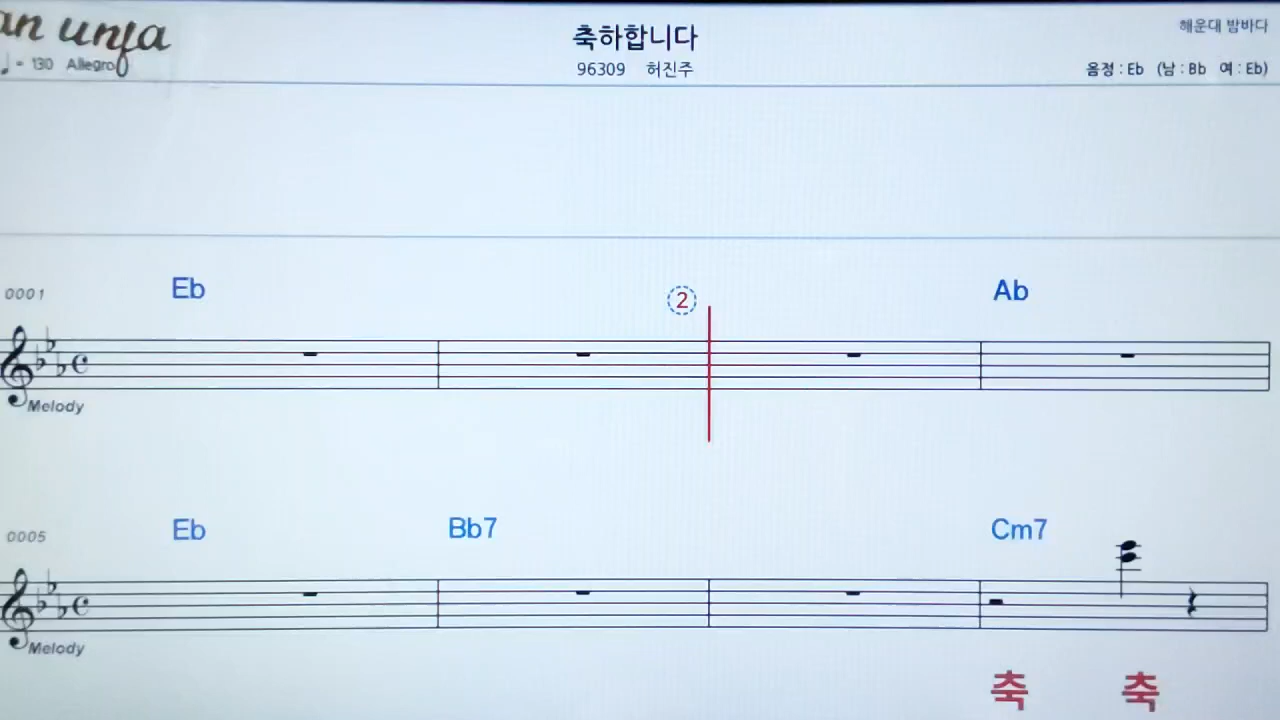 an unfa
♩ = 130 Allegro
축하합니다
96309 허진주
해운대 밤바다
음정 : Eb (남 : Bb 여 : Eb)
0001 Eb ② Ab
Melody
0005 Eb Bb7 Cm7
Melody
축 축